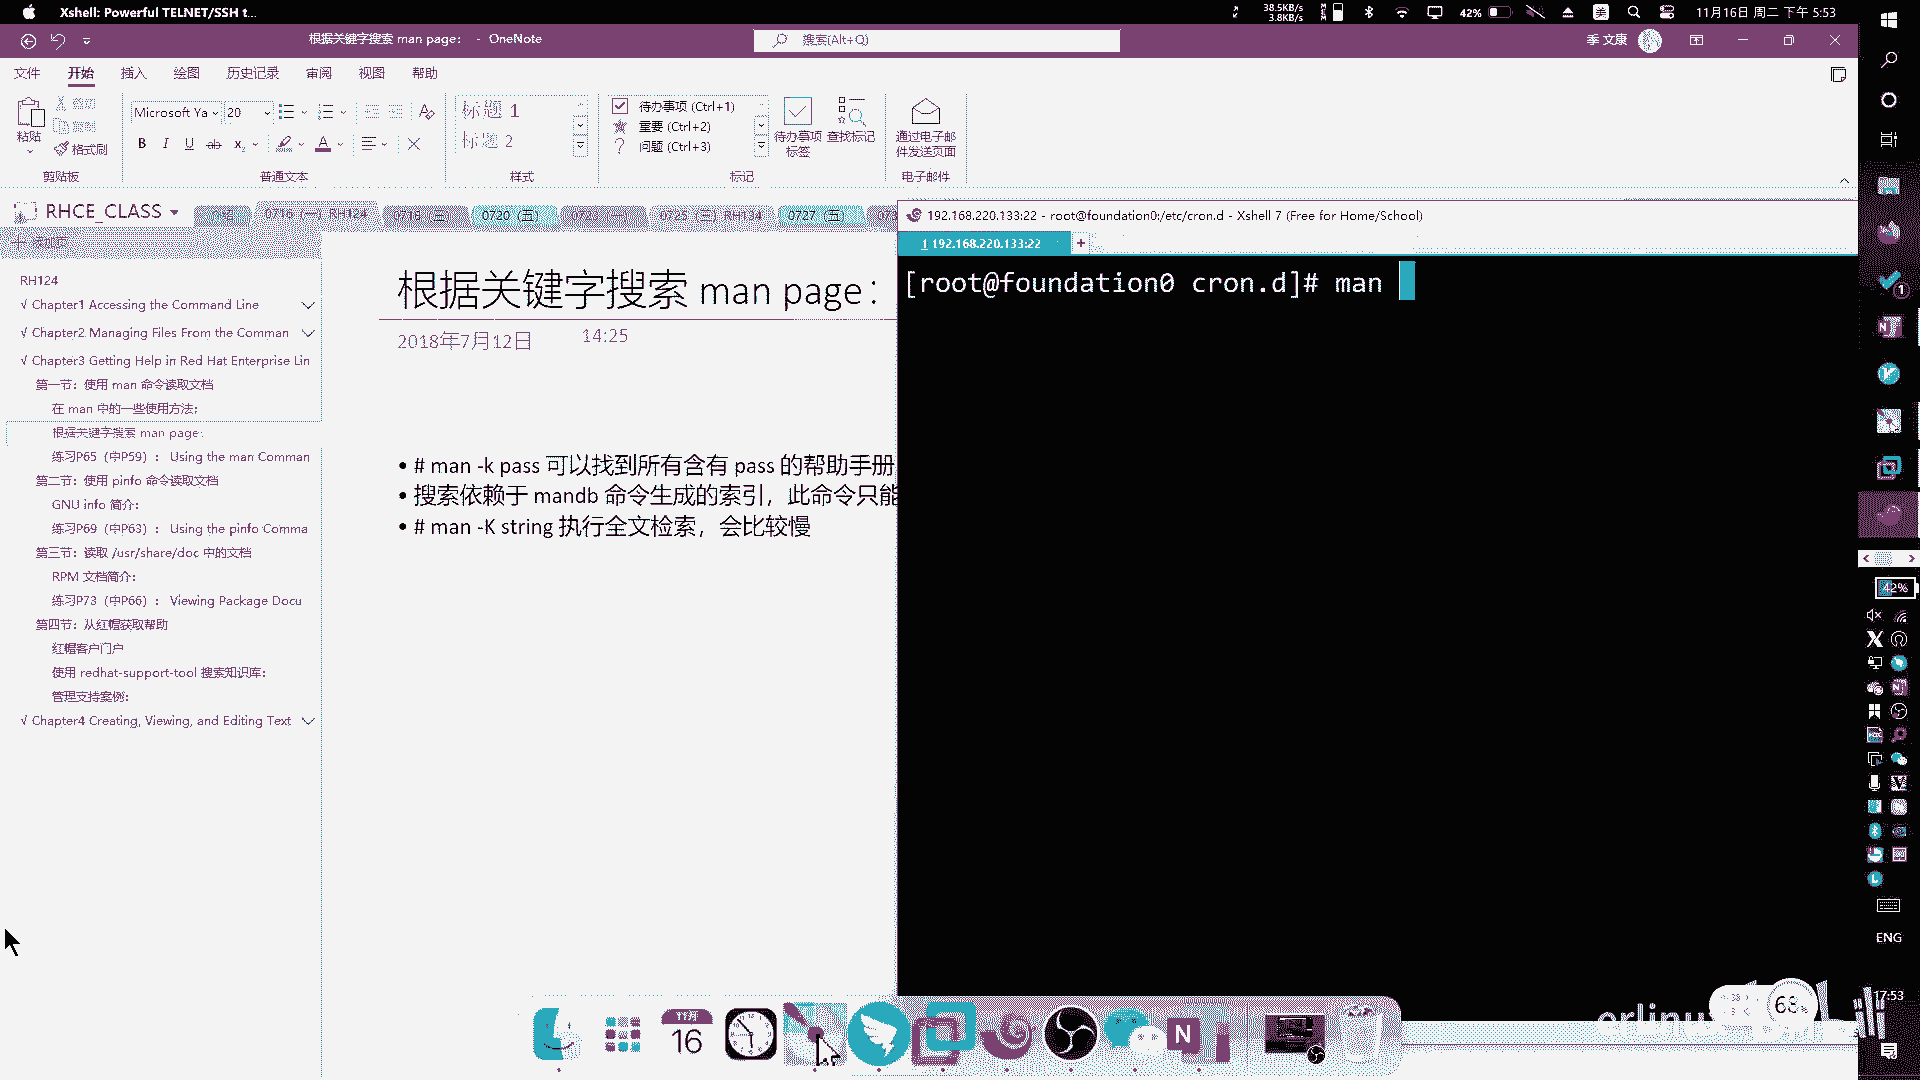 Xshell: Powerful TELNET/SSH t...
38.5KB/s
3.8KB/s
42%
美
11月16日 周二 下午 5:53
根据关键字搜索 man page: - OneNote
搜索(Alt+Q)
季 文康
文件 开始 插入 绘图 历史记录 审阅 视图 帮助
粘贴
格式刷
剪贴板
Microsoft Ya
20
B I U ab x₂ A
普通文本
标题 1
标题 2
样式
待办事项 (Ctrl+1)
重要 (Ctrl+2)
问题 (Ctrl+3)
待办事项标签
查找标记
标记
通过电子邮件发送页面
电子邮件
RHCE_CLASS
0716 (一) RH124
0718 (三)
0720 (五)
0725 (三) RH134
0727 (五)
RH124
√ Chapter1 Accessing the Command Line
√ Chapter2 Managing Files From the Comman
√ Chapter3 Getting Help in Red Hat Enterprise Lin
第一节：使用 man 命令读取文档
在 man 中的一些使用方法：
根据关键字搜索 man page:
练习P65（中P59）： Using the man Comman
第二节：使用 pinfo 命令读取文档
GNU info 简介：
练习P69（中P63）： Using the pinfo Comma
第三节：读取 /usr/share/doc 中的文档
RPM 文档简介：
练习P73（中P66）： Viewing Package Docu
第四节：从红帽获取帮助
红帽客户门户
使用 redhat-support-tool 搜索知识库：
管理支持案例：
√ Chapter4 Creating, Viewing, and Editing Text
根据关键字搜索 man page：
2018年7月12日 14:25
• # man -k pass 可以找到所有含有 pass 的帮助手册
• 搜索依赖于 mandb 命令生成的索引，此命令只能
• # man -K string 执行全文检索，会比较慢
192.168.220.133:22 - root@foundation0:/etc/cron.d - Xshell 7 (Free for Home/School)
1 192.168.220.133:22
+
[root@foundation0 cron.d]# man
1
42%
ENG
17:53
68%
11月
16
N